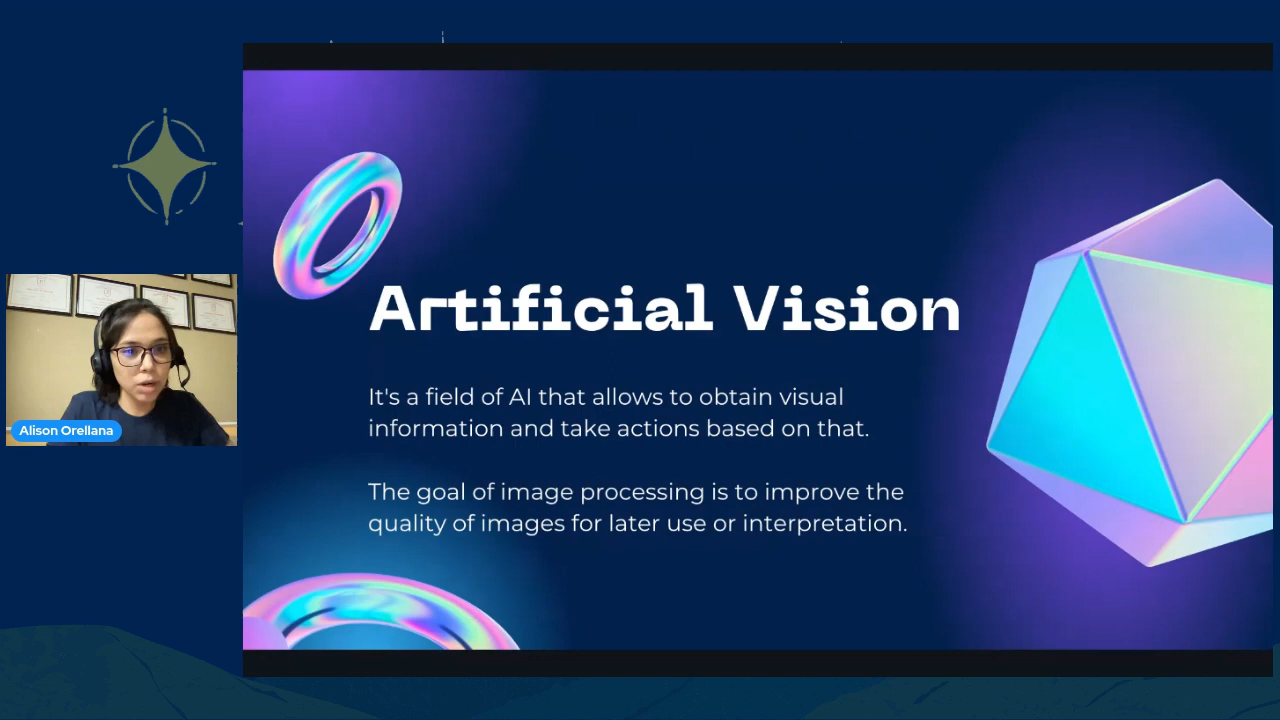 Artificial Vision
It's a field of AI that allows to obtain visual
information and take actions based on that.
The goal of image processing is to improve the
quality of images for later use or interpretation.
Alison Orellana